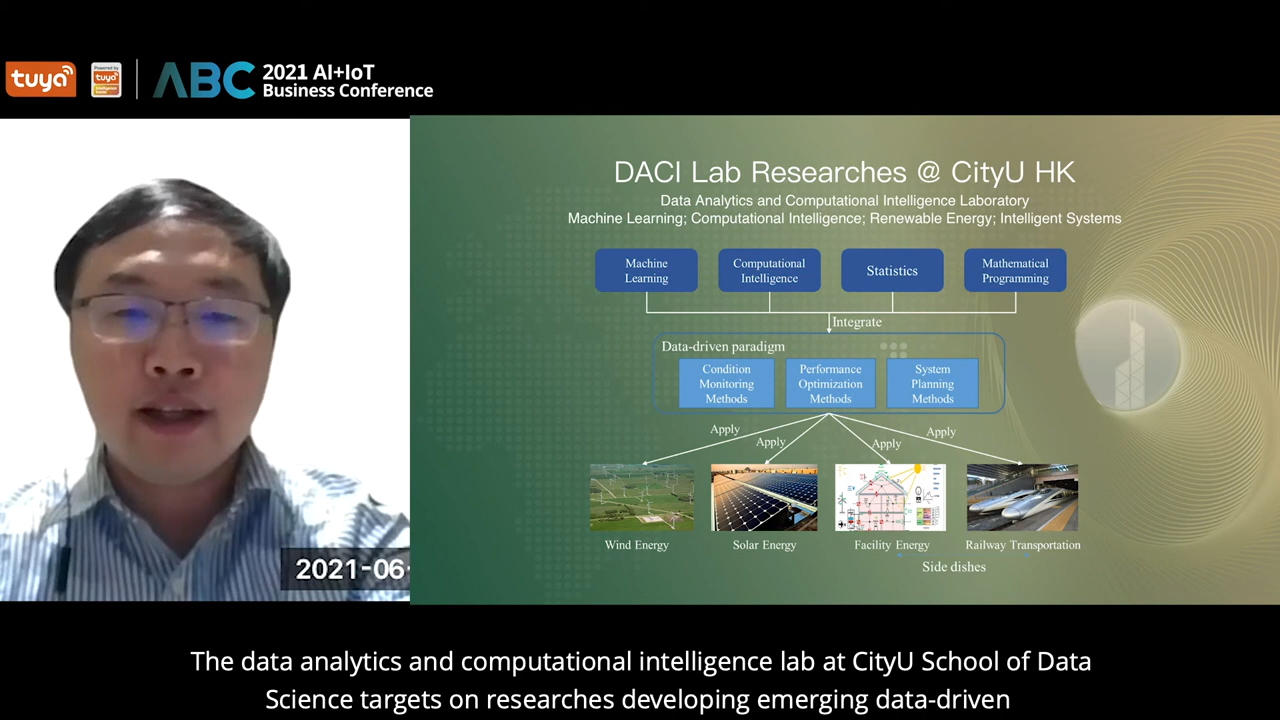 tuya
Powered by
tuya
ABC
2021 AI+IoT
Business Conference
DACI Lab Researches @ CityU HK
Data Analytics and Computational Intelligence Laboratory
Machine Learning; Computational Intelligence; Renewable Energy; Intelligent Systems
Machine
Learning
Computational
Intelligence
Statistics
Mathematical
Programming
Integrate
Data-driven paradigm
Condition
Monitoring
Methods
Performance
Optimization
Methods
System
Planning
Methods
Apply
Apply
Apply
Apply
Wind Energy
Solar Energy
Facility Energy
Railway Transportation
Side dishes
2021-06-
The data analytics and computational intelligence lab at CityU School of Data
Science targets on researches developing emerging data-driven